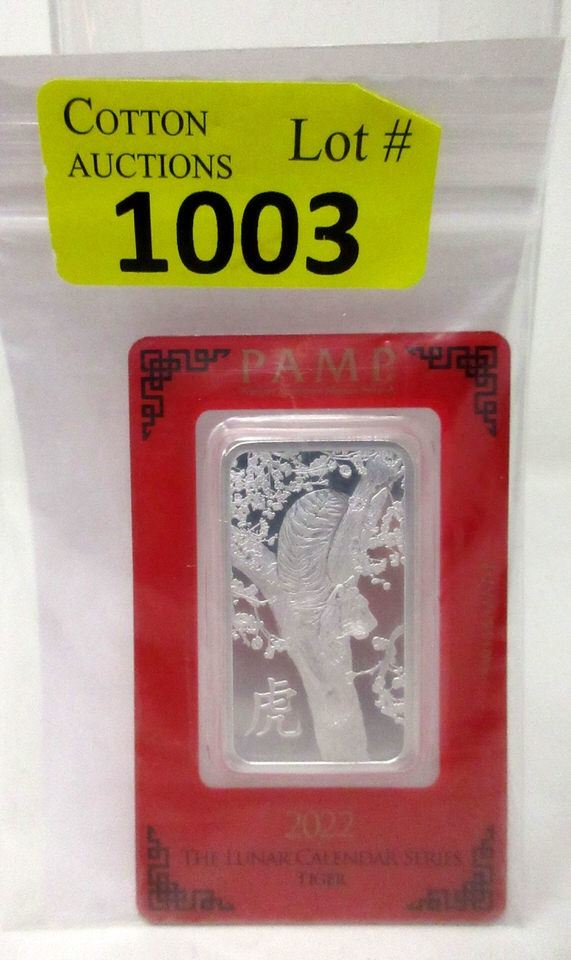 COTTON
AUCTIONS
Lot #
1003
PAMP
虎
2022
THE LUNAR CALENDAR SERIES
TIGER